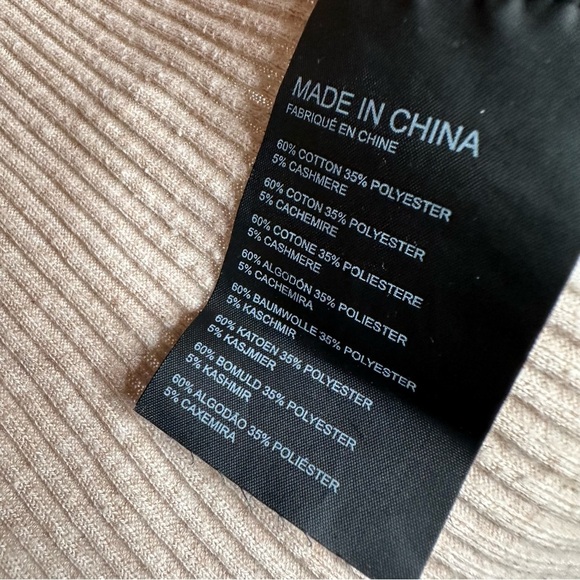 MADE IN CHINA
FABRIQUÉ EN CHINE
60% COTTON 35% POLYESTER
5% CASHMERE
60% COTON 35% POLYESTER
5% CACHEMIRE
60% COTONE 35% POLIESTERE
5% CASHMERE
60% ALGODÓN 35% POLIESTER
5% CACHEMIRA
60% BAUMWOLLE 35% POLYESTER
5% KASCHMIR
60% KATOEN 35% POLYESTER
5% KASJMIER
60% BOMULD 35% POLYESTER
5% KASHMIR
60% ALGODÃO 35% POLIÉSTER
5% CAXEMIRA